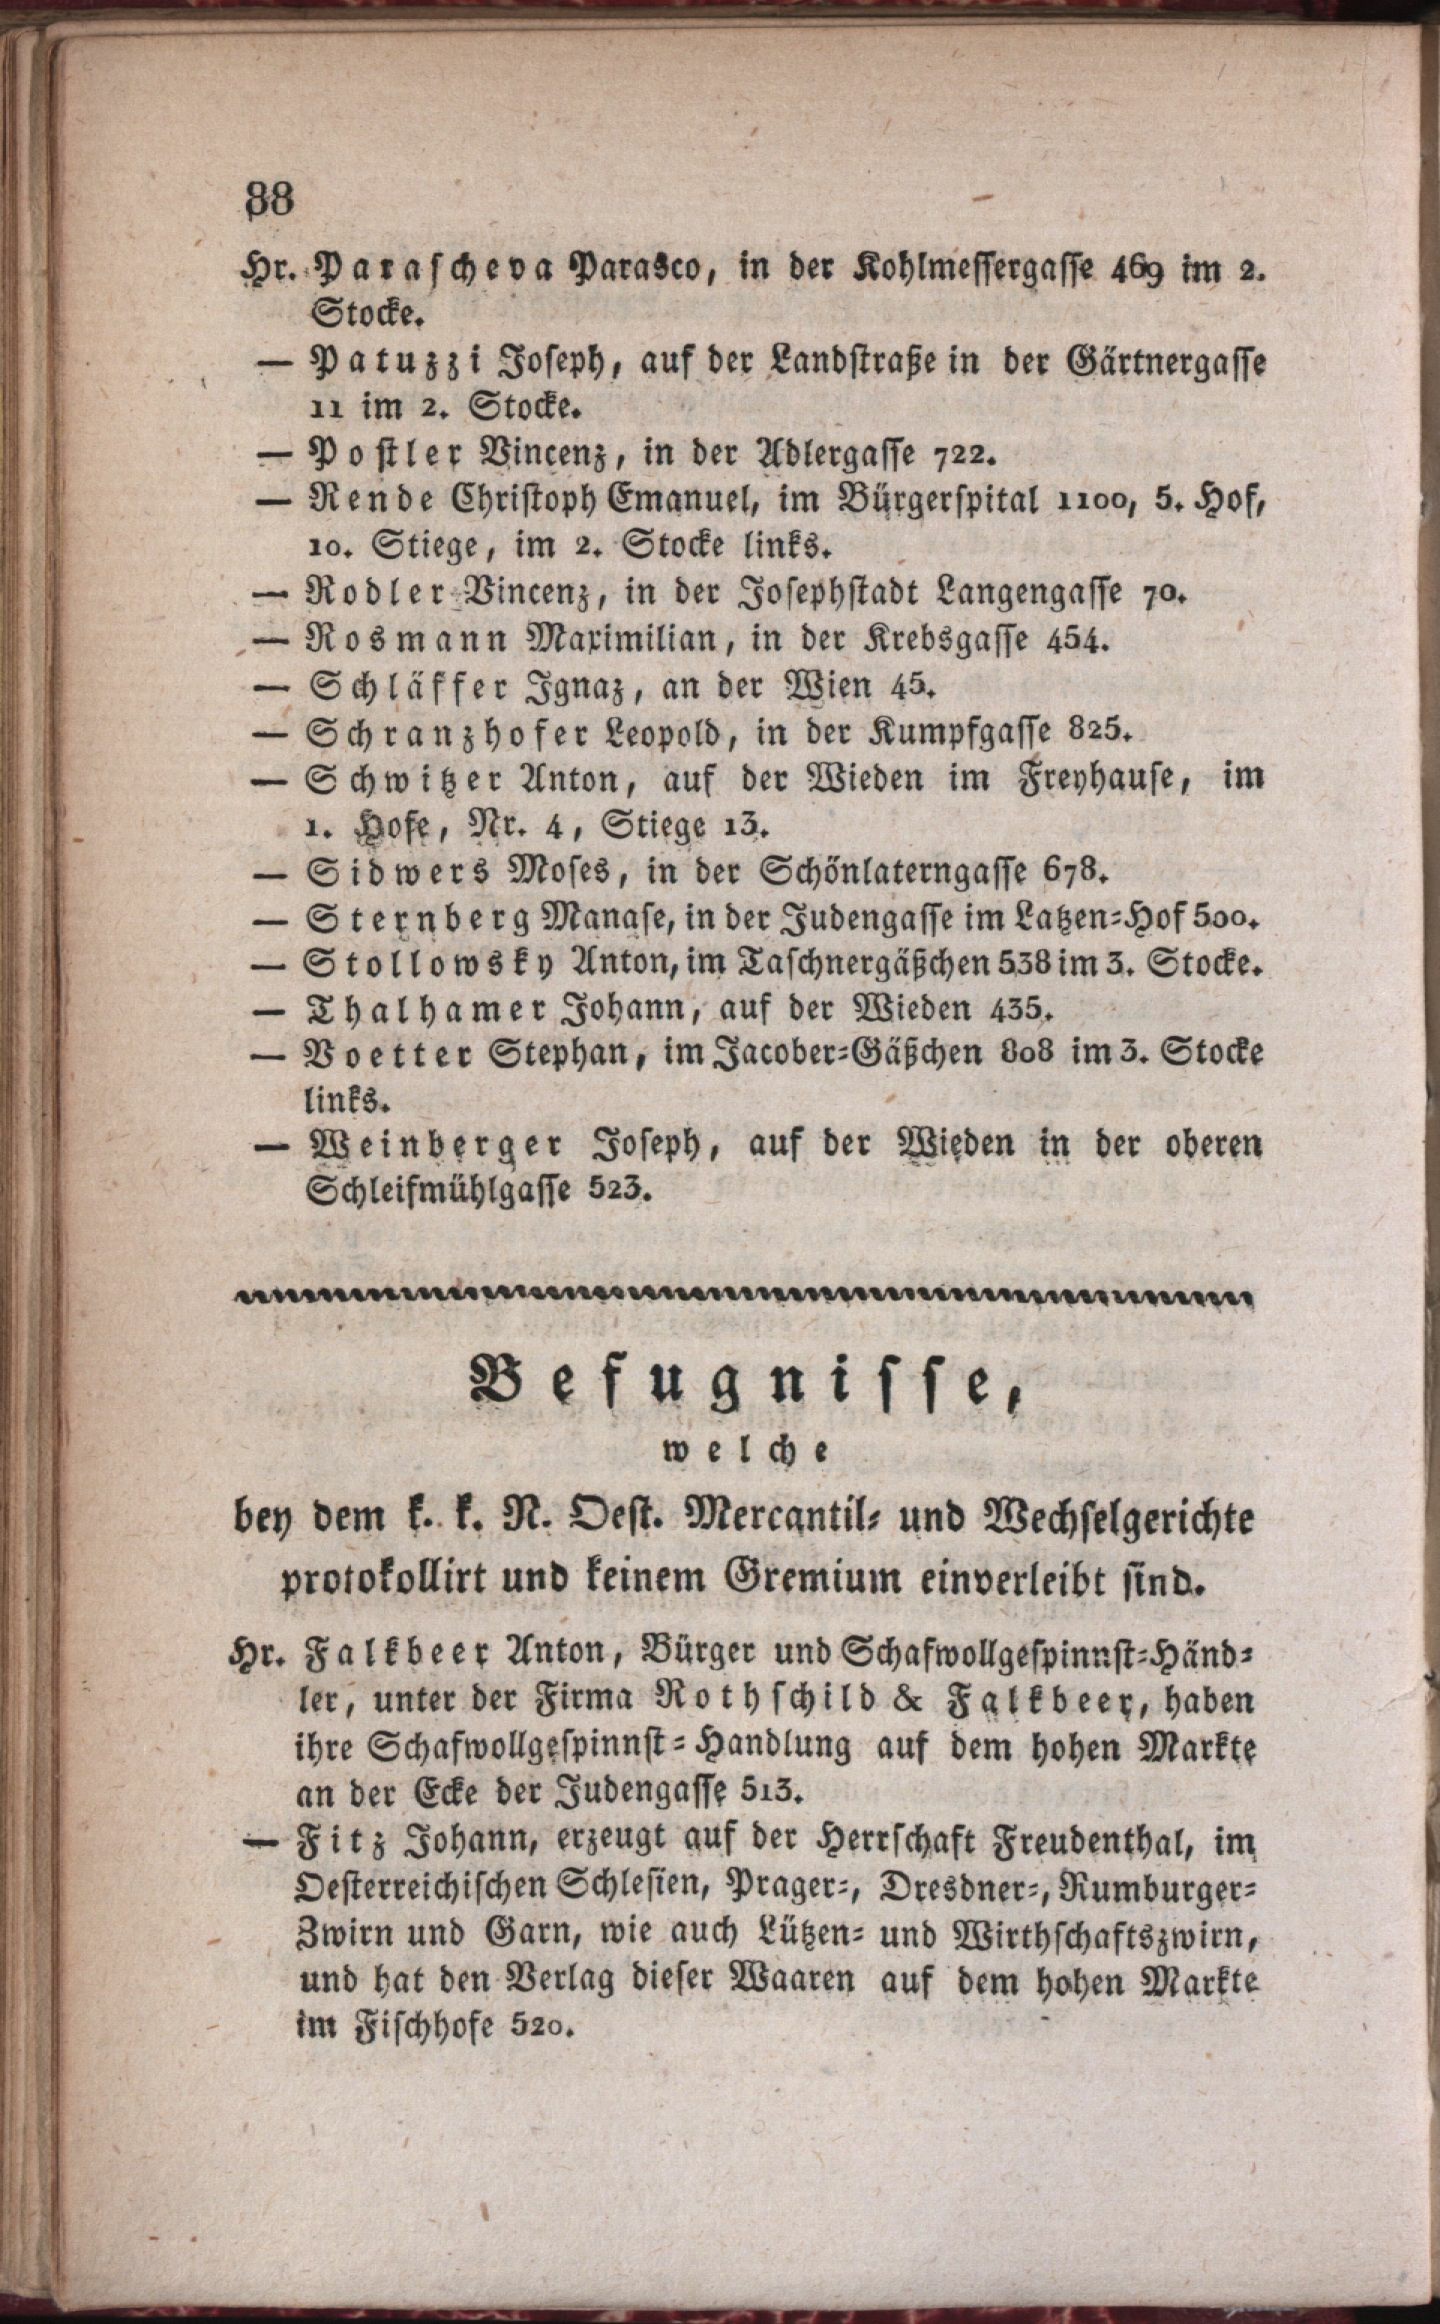 88
Hr. Parascheva Parasco, in der Kohlmessergasse 469 im 2.
Stocke.
— Patuzzi Joseph, auf der Landstraße in der Gärtnergasse
11 im 2. Stocke.
— Postler Vincenz, in der Adlergasse 722.
— Rende Christoph Emanuel, im Bürgerspital 1100, 5. Hof,
10. Stiege, im 2. Stocke links.
— Rodler Vincenz, in der Josephstadt Langengasse 70.
— Rosmann Maximilian, in der Krebsgasse 454.
— Schläffer Ignaz, an der Wien 45.
— Schranzhofer Leopold, in der Kumpfgasse 825.
— Schwitzer Anton, auf der Wieden im Freyhause, im
1. Hofe, Nr. 4, Stiege 13.
— Sidwers Moses, in der Schönlaterngasse 678.
— Sternberg Manase, in der Judengasse im Latzen-Hof 500.
— Stollowsky Anton, im Taschnergäßchen 538 im 3. Stocke.
— Thalhamer Johann, auf der Wieden 435.
— Voetter Stephan, im Jacober-Gäßchen 808 im 3. Stocke
links.
— Weinberger Joseph, auf der Wieden in der oberen
Schleifmühlgasse 523.
Befugnisse,
welche
bey dem k. k. N. Oest. Mercantil- und Wechselgerichte
protokollirt und keinem Gremium einverleibt sind.
Hr. Falkbeer Anton, Bürger und Schafwollgespinnst-Händ-
ler, unter der Firma Rothschild & Falkbeer, haben
ihre Schafwollgespinnst-Handlung auf dem hohen Markte
an der Ecke der Judengasse 513.
— Fitz Johann, erzeugt auf der Herrschaft Freudenthal, im
Oesterreichischen Schlesien, Prager-, Dresdner-, Rumburger-
Zwirn und Garn, wie auch Lützen- und Wirthschaftszwirn,
und hat den Verlag dieser Waaren auf dem hohen Markte
im Fischhofe 520.